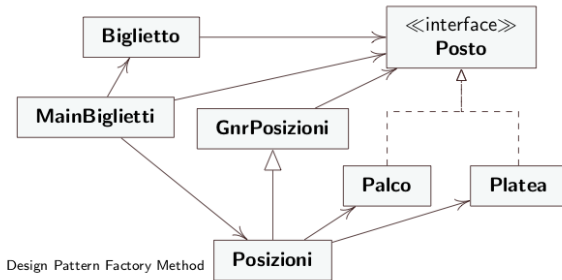 Biglietto
≪interface≫
Posto
MainBiglietti
GnrPosizioni
Palco
Platea
Posizioni
Design Pattern Factory Method